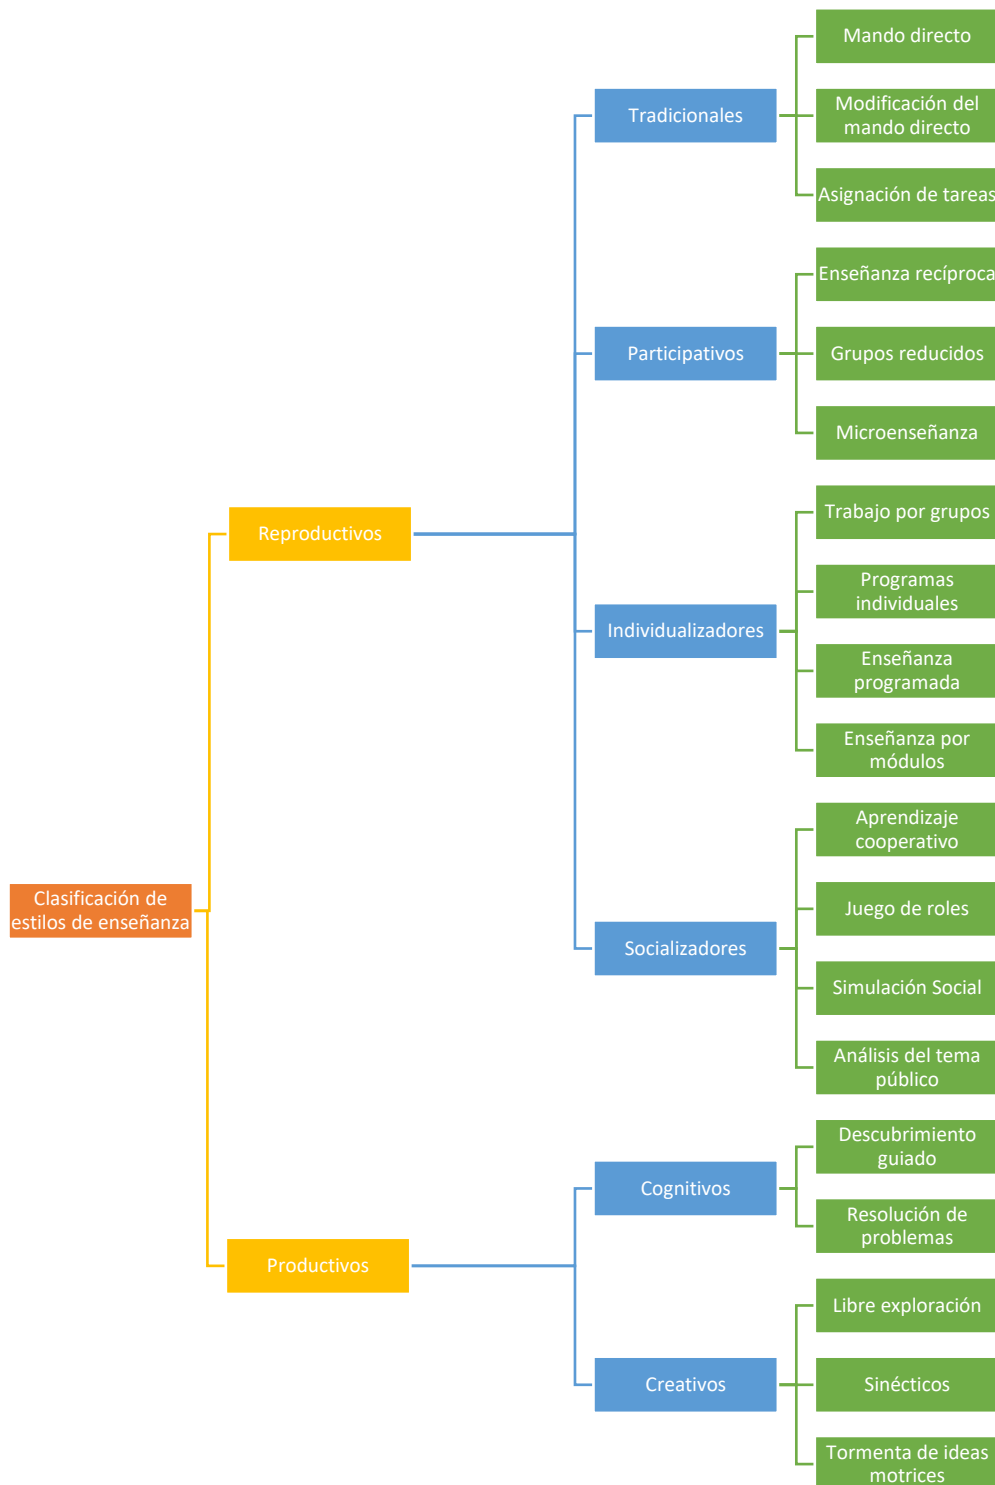 Clasificación de
estilos de enseñanza
Reproductivos
Tradicionales
Mando directo
Modificación del
mando directo
Asignación de tareas
Participativos
Enseñanza recíproca
Grupos reducidos
Microenseñanza
Individualizadores
Trabajo por grupos
Programas
individuales
Enseñanza
programada
Enseñanza por
módulos
Socializadores
Aprendizaje
cooperativo
Juego de roles
Simulación Social
Análisis del tema
público
Productivos
Cognitivos
Descubrimiento
guiado
Resolución de
problemas
Creativos
Libre exploración
Sinécticos
Tormenta de ideas
motrices